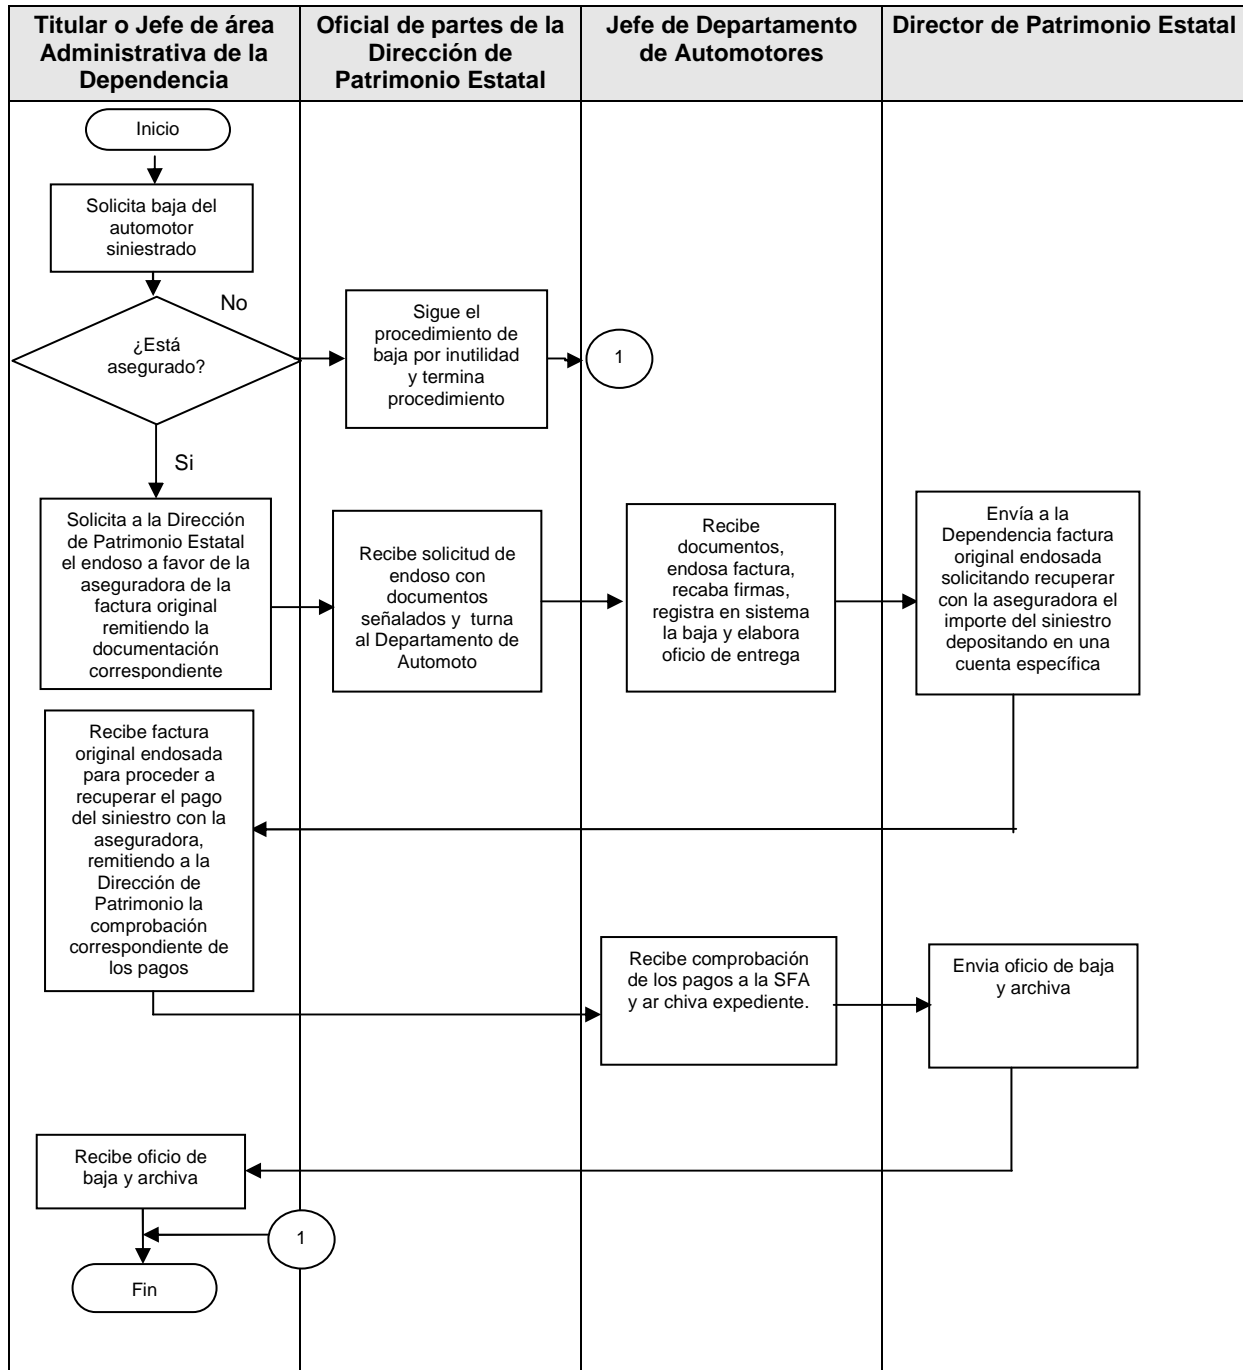 Titular o Jefe de área
Administrativa de la
Dependencia
Oficial de partes de la
Dirección de
Patrimonio Estatal
Jefe de Departamento
de Automotores
Director de Patrimonio Estatal
Inicio
Solicita baja del
automotor
siniestrado
¿Está
asegurado?
No
Sigue el
procedimiento de
baja por inutilidad
y termina
procedimiento
1
Si
Solicita a la Dirección
de Patrimonio Estatal
el endoso a favor de la
aseguradora de la
factura original
remitiendo la
documentación
correspondiente
Recibe solicitud de
endoso con
documentos
señalados y turna
al Departamento de
Automoto
Recibe
documentos,
endosa factura,
recaba firmas,
registra en sistema
la baja y elabora
oficio de entrega
Envía a la
Dependencia factura
original endosada
solicitando recuperar
con la aseguradora el
importe del siniestro
depositando en una
cuenta específica
Recibe factura
original endosada
para proceder a
recuperar el pago
del siniestro con la
aseguradora,
remitiendo a la
Dirección de
Patrimonio la
comprobación
correspondiente de
los pagos
Recibe comprobación
de los pagos a la SFA
y ar chiva expediente.
Envia oficio de baja
y archiva
Recibe oficio de
baja y archiva
1
Fin